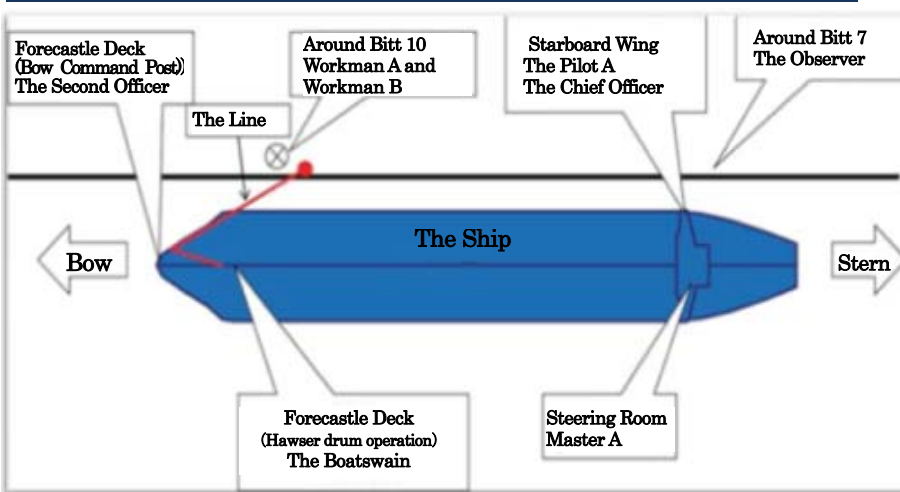 Forecastle Deck
(Bow Command Post))
The Second Officer
Around Bitt 10
Workman A and
Workman B
Starboard Wing
The Pilot A
The Chief Officer
Around Bitt 7
The Observer
The Line
The Ship
Bow
Stern
Forecastle Deck
(Hawser drum operation)
The Boatswain
Steering Room
Master A